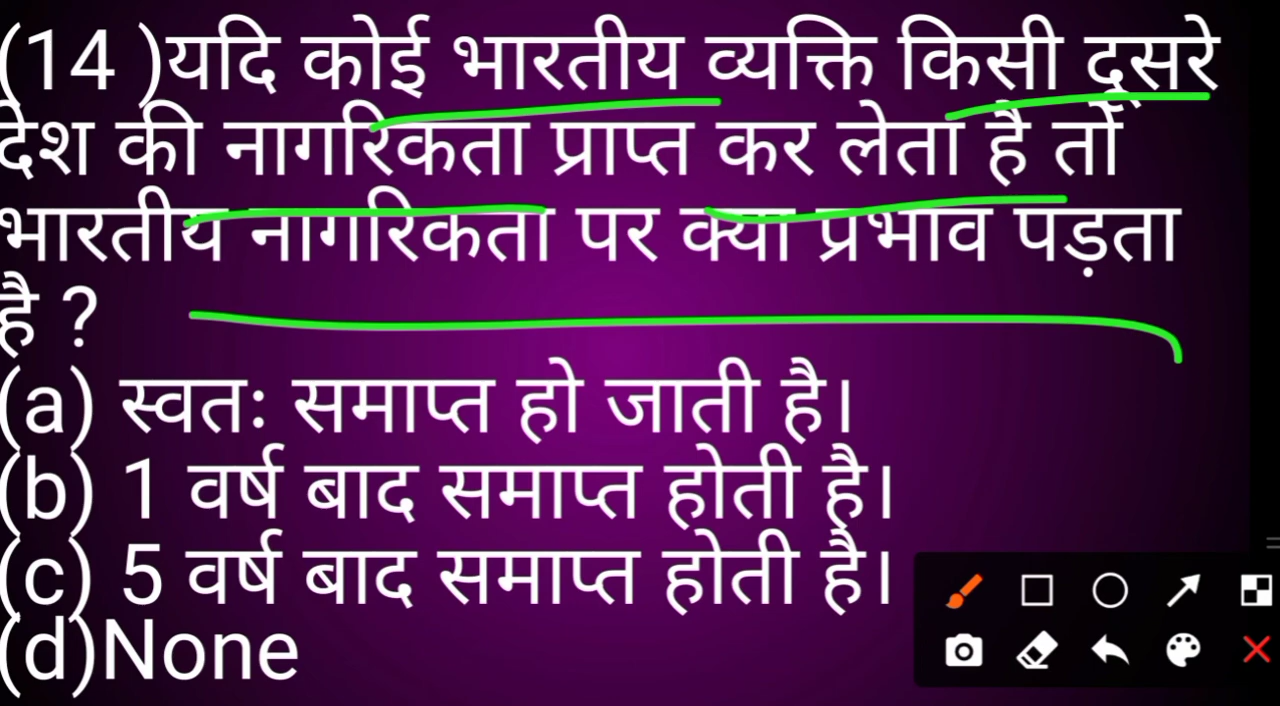 (14 )यदि कोई भारतीय व्यक्ति किसी दूसरे
देश की नागरिकता प्राप्त कर लेता है तो
भारतीय नागरिकता पर क्या प्रभाव पड़ता
है ?
(a) स्वतः समाप्त हो जाती है।
(b) 1 वर्ष बाद समाप्त होती है।
(c) 5 वर्ष बाद समाप्त होती है।
(d)None